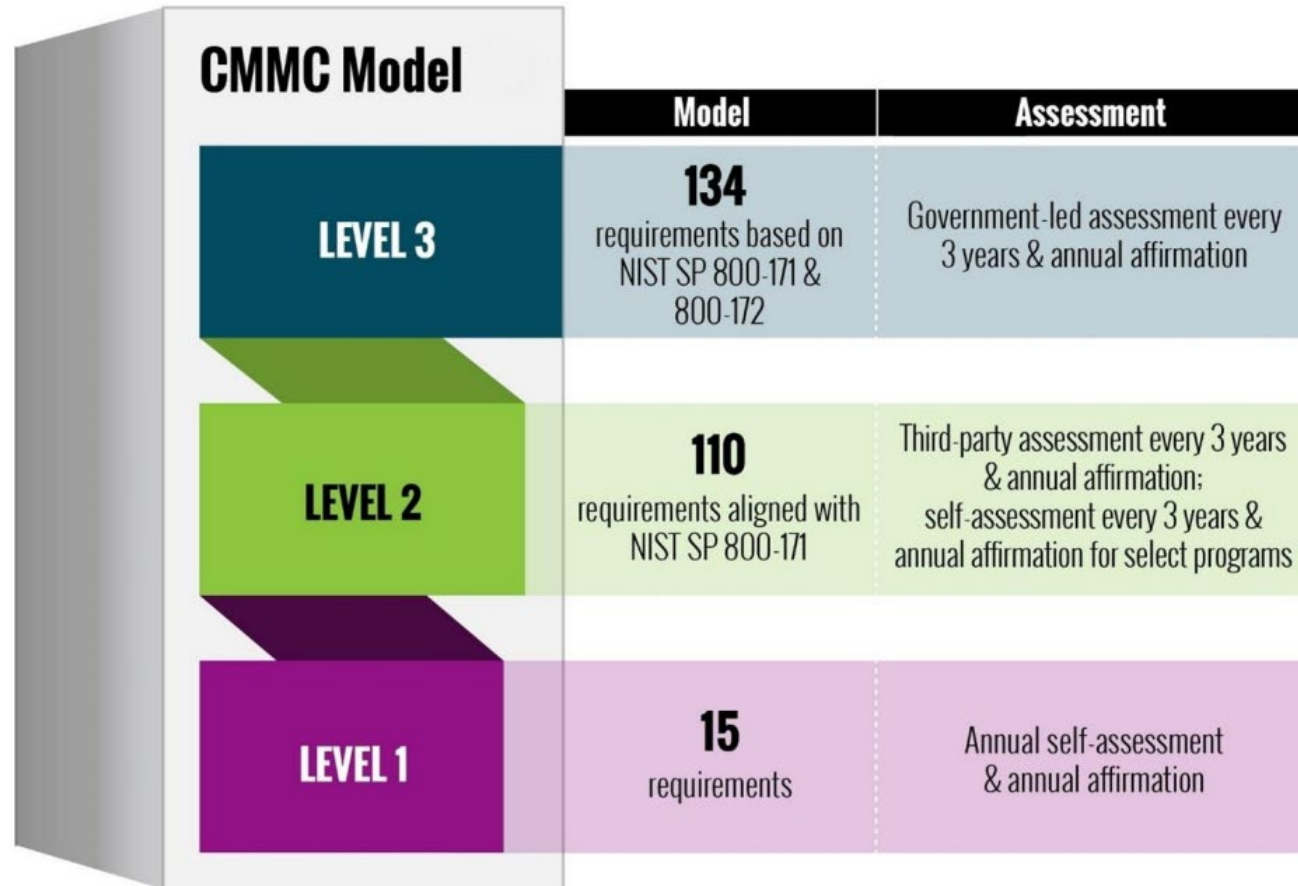 CMMC Model
Model
Assessment
LEVEL 3
134
requirements based on
NIST SP 800-171 &
800-172
Government-led assessment every
3 years & annual affirmation
LEVEL 2
110
requirements aligned with
NIST SP 800-171
Third-party assessment every 3 years
& annual affirmation;
self-assessment every 3 years &
annual affirmation for select programs
LEVEL 1
15
requirements
Annual self-assessment
& annual affirmation